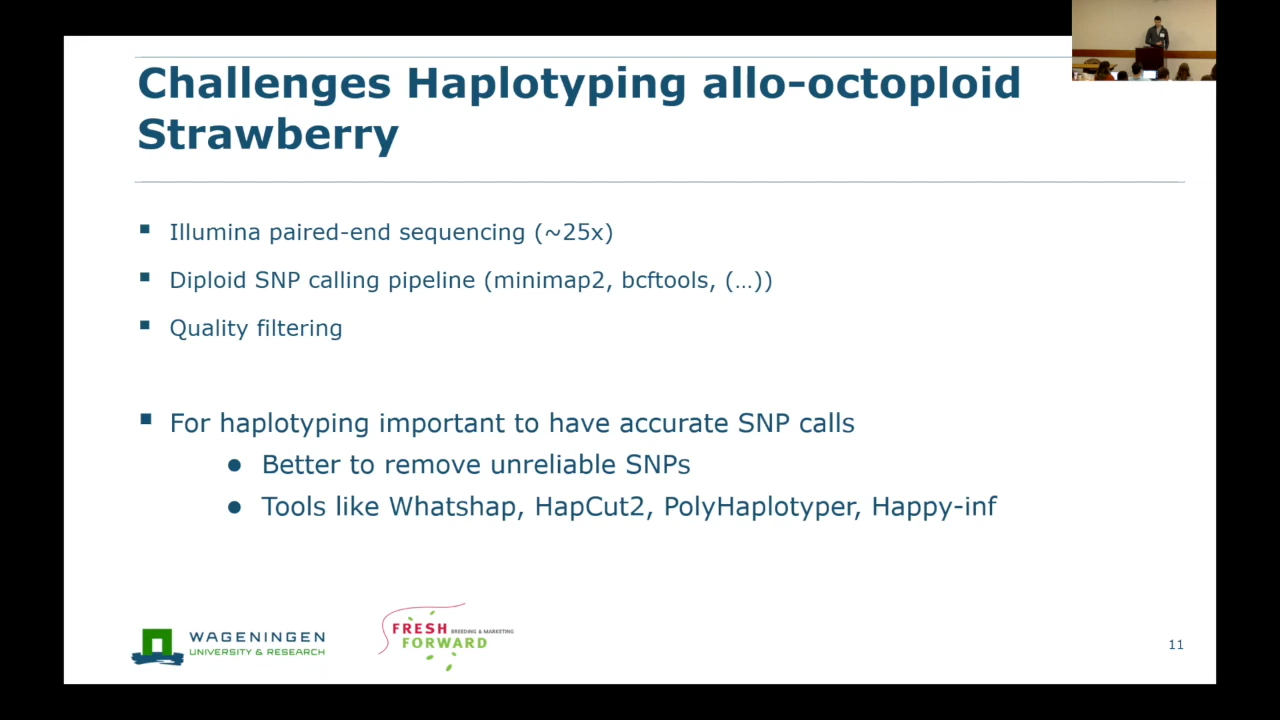 Challenges Haplotyping allo-octoploid
Strawberry
▪ Illumina paired-end sequencing (~25x)
▪ Diploid SNP calling pipeline (minimap2, bcftools, (…))
▪ Quality filtering
▪ For haplotyping important to have accurate SNP calls
● Better to remove unreliable SNPs
● Tools like Whatshap, HapCut2, PolyHaplotyper, Happy-inf
WAGENINGEN
UNIVERSITY & RESEARCH
FRESH BREEDING & MARKETING
FORWARD
11